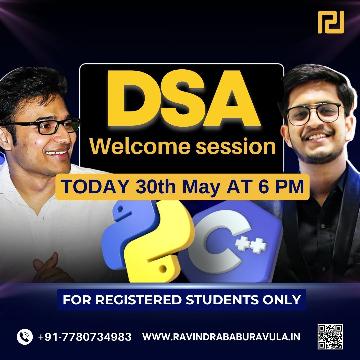 DSA
Welcome session
TODAY 30th May AT 6 PM
C++
FOR REGISTERED STUDENTS ONLY
+91-7780734983 WWW.RAVINDRABABURAVULA.IN